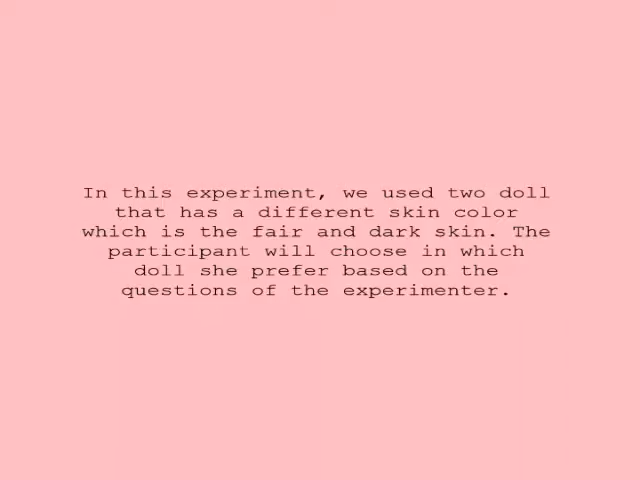 In this experiment, we used two doll
that has a different skin color
which is the fair and dark skin. The
participant will choose in which
doll she prefer based on the
questions of the experimenter.